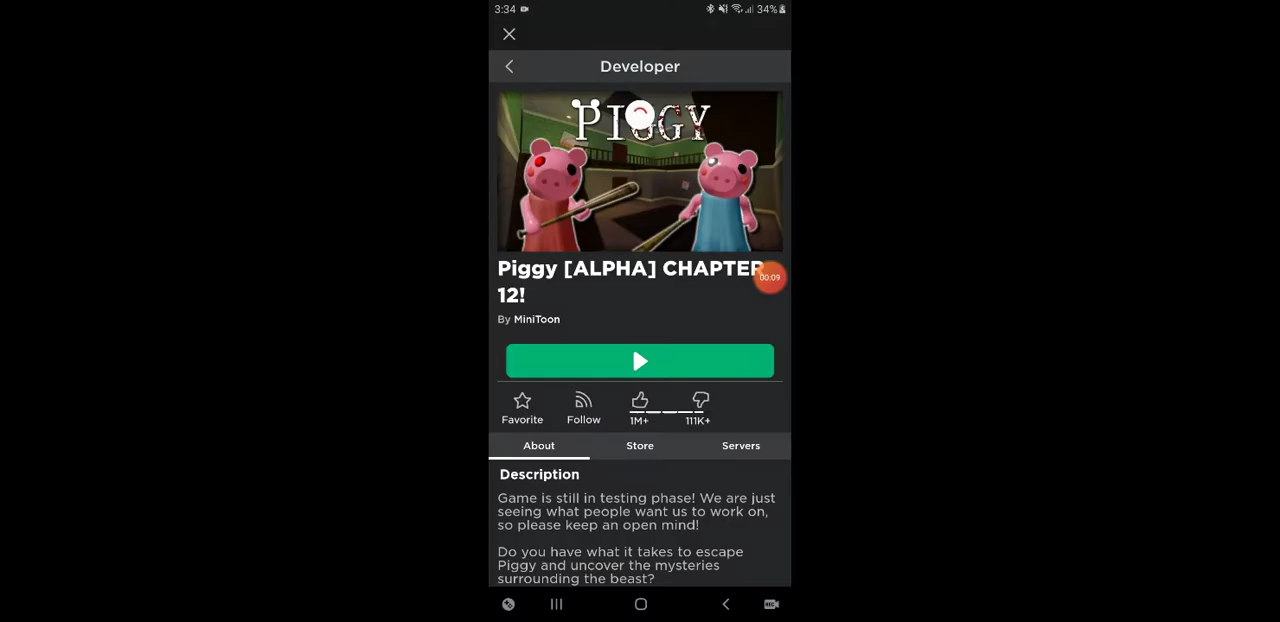 3:34
34%
Developer
PIGGY
Piggy [ALPHA] CHAPTER
12!
00:09
By MiniToon
Favorite
Follow
1M+
111K+
About
Store
Servers
Description
Game is still in testing phase! We are just
seeing what people want us to work on,
so please keep an open mind!
Do you have what it takes to escape
Piggy and uncover the mysteries
surrounding the beast?